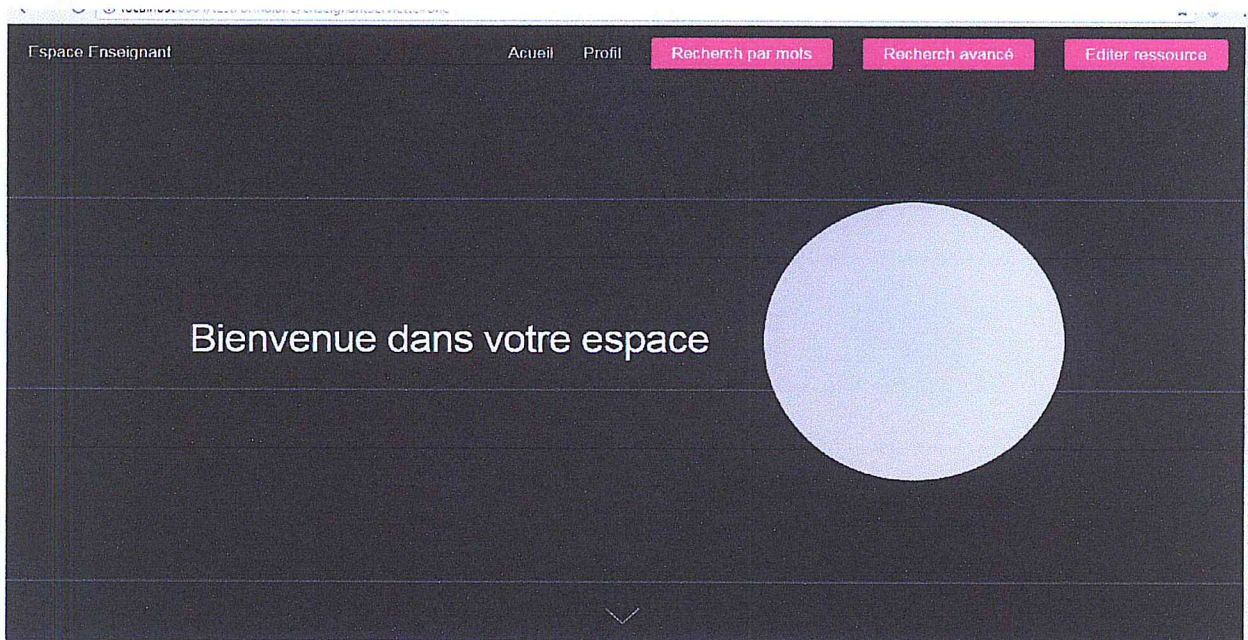 Espace Enseignant Acueil Profil Recherch par mots Recherch avancé Editer ressource
Bienvenue dans votre espace